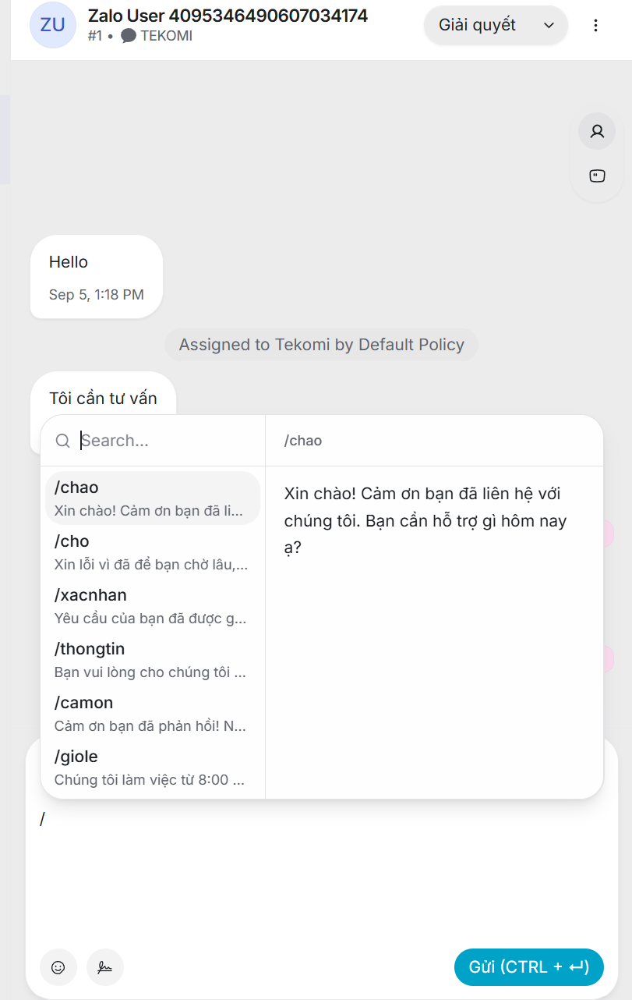 ZU
Zalo User 4095346490607034174
#1 • TEKOMI
Giải quyết
Hello
Sep 5, 1:18 PM
Assigned to Tekomi by Default Policy
Tôi cần tư vấn
Search...
/chao
Xin chào! Cảm ơn bạn đã li...
/cho
Xin lỗi vì đã để bạn chờ lâu,...
/xacnhan
Yêu cầu của bạn đã được g...
/thongtin
Bạn vui lòng cho chúng tôi ...
/camon
Cảm ơn bạn đã phản hồi! N...
/giole
Chúng tôi làm việc từ 8:00 ...
/chao
Xin chào! Cảm ơn bạn đã liên hệ với
chúng tôi. Bạn cần hỗ trợ gì hôm nay
ạ?
/
Gửi (CTRL + ↵)